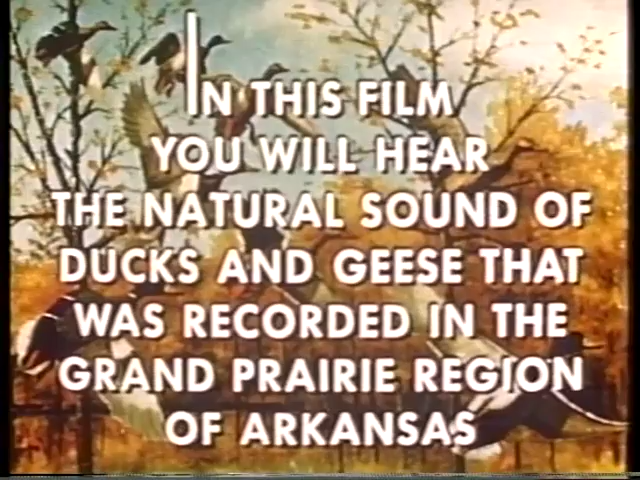 IN THIS FILM
YOU WILL HEAR
THE NATURAL SOUND OF
DUCKS AND GEESE THAT
WAS RECORDED IN THE
GRAND PRAIRIE REGION
OF ARKANSAS